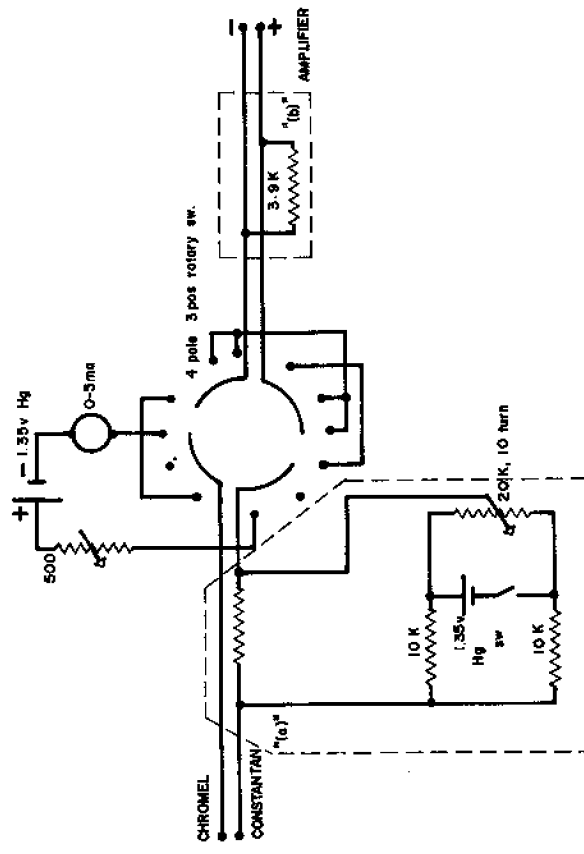 − 1.35v Hg
+
0-5ma
500
4 pole 3 pos rotary sw.
3.9K
"(b)"
−
+
AMPLIFIER
CHROMEL
CONSTANTAN
"(a)"
10 K
1.35v
Hg
sw
10 K
20K, 10 turn